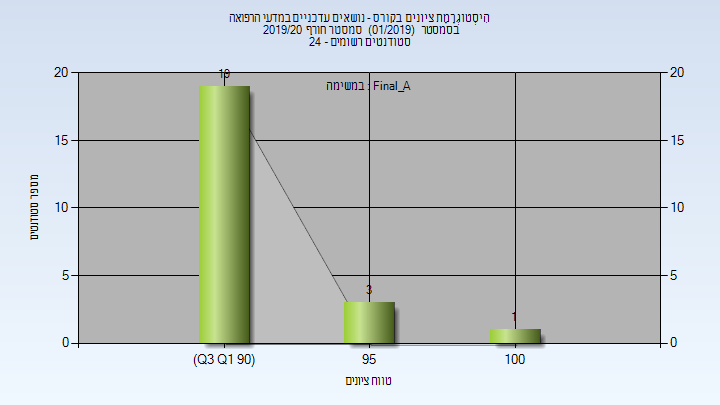 היסטוגרמת ציונים בקורס - נושאים עדכניים במדעי הרפואה
בסמסטר (01/2019) סמסטר חורף 2019/20
סטודנטים רשומים - 24
במשימה : Final_A
20
15
10
5
0
20
15
10
5
0
מספר סטודנטים
19
3
1
(Q3 Q1 90)
95
100
טווח ציונים